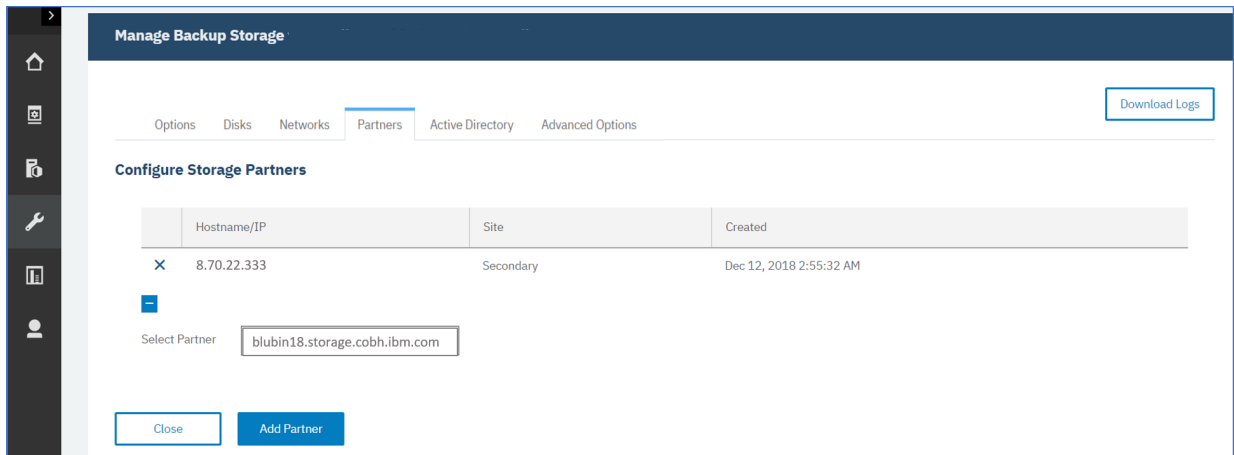 Manage Backup Storage
Download Logs
Options Disks Networks Partners Active Directory Advanced Options
Configure Storage Partners
Hostname/IP Site Created
8.70.22.333 Secondary Dec 12, 2018 2:55:32 AM
Select Partner blubin18.storage.cobh.ibm.com
Close Add Partner